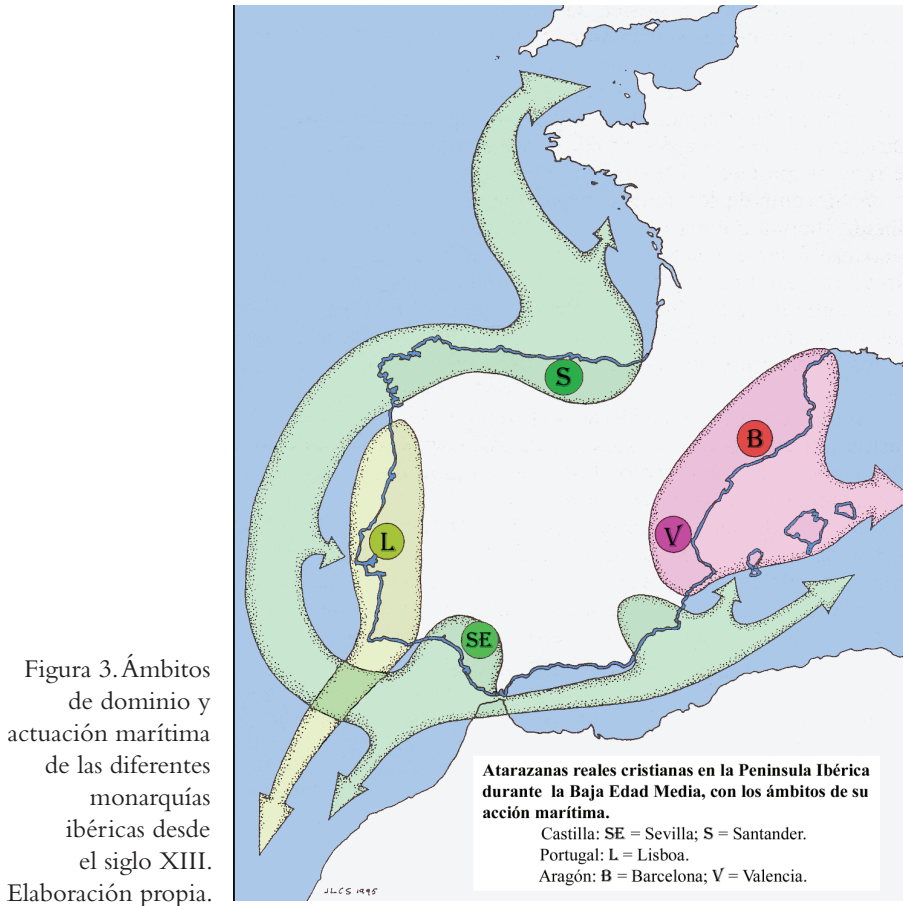 S
B
L
V
SE
Figura 3. Ámbitos
de dominio y
actuación marítima
de las diferentes
monarquías
ibéricas desde
el siglo XIII.
Elaboración propia.
Atarazanas reales cristianas en la Peninsula Ibérica
durante la Baja Edad Media, con los ámbitos de su
acción marítima.
Castilla: SE = Sevilla; S = Santander.
Portugal: L = Lisboa.
Aragón: B = Barcelona; V = Valencia.
JLCS 1995